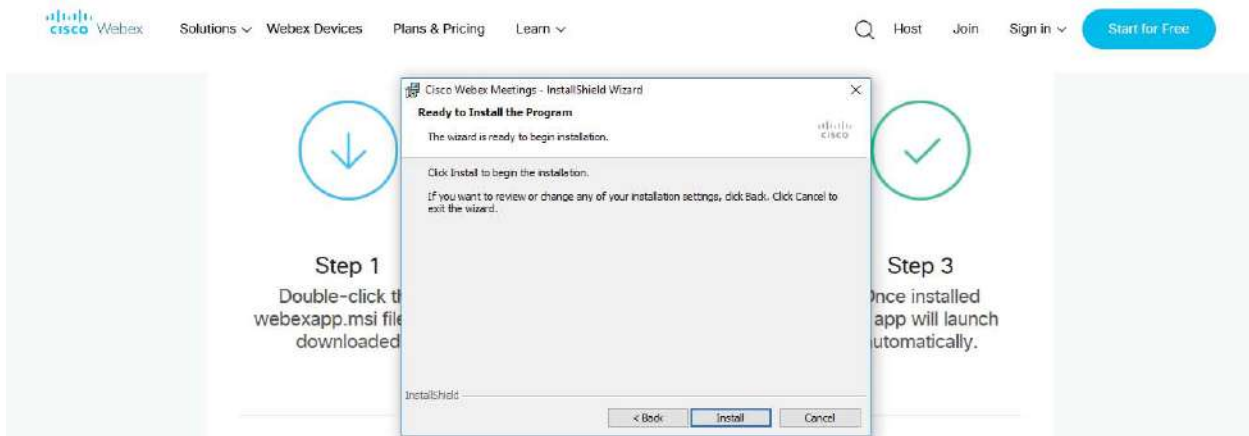 CISCO Webex
Solutions Webex Devices Plans & Pricing Learn Host Join Sign in Start for Free
Cisco Webex Meetings - InstallShield Wizard
Ready to Install the Program
The wizard is ready to begin installation.
CISCO
Click Install to begin the installation.
If you want to review or change any of your installation settings, click Back. Click Cancel to
exit the wizard.
InstallShield
< Back Install Cancel
Step 1
Double-click
webexapp.msi
downloaded
Step 3
installed
app will launch
automatically.